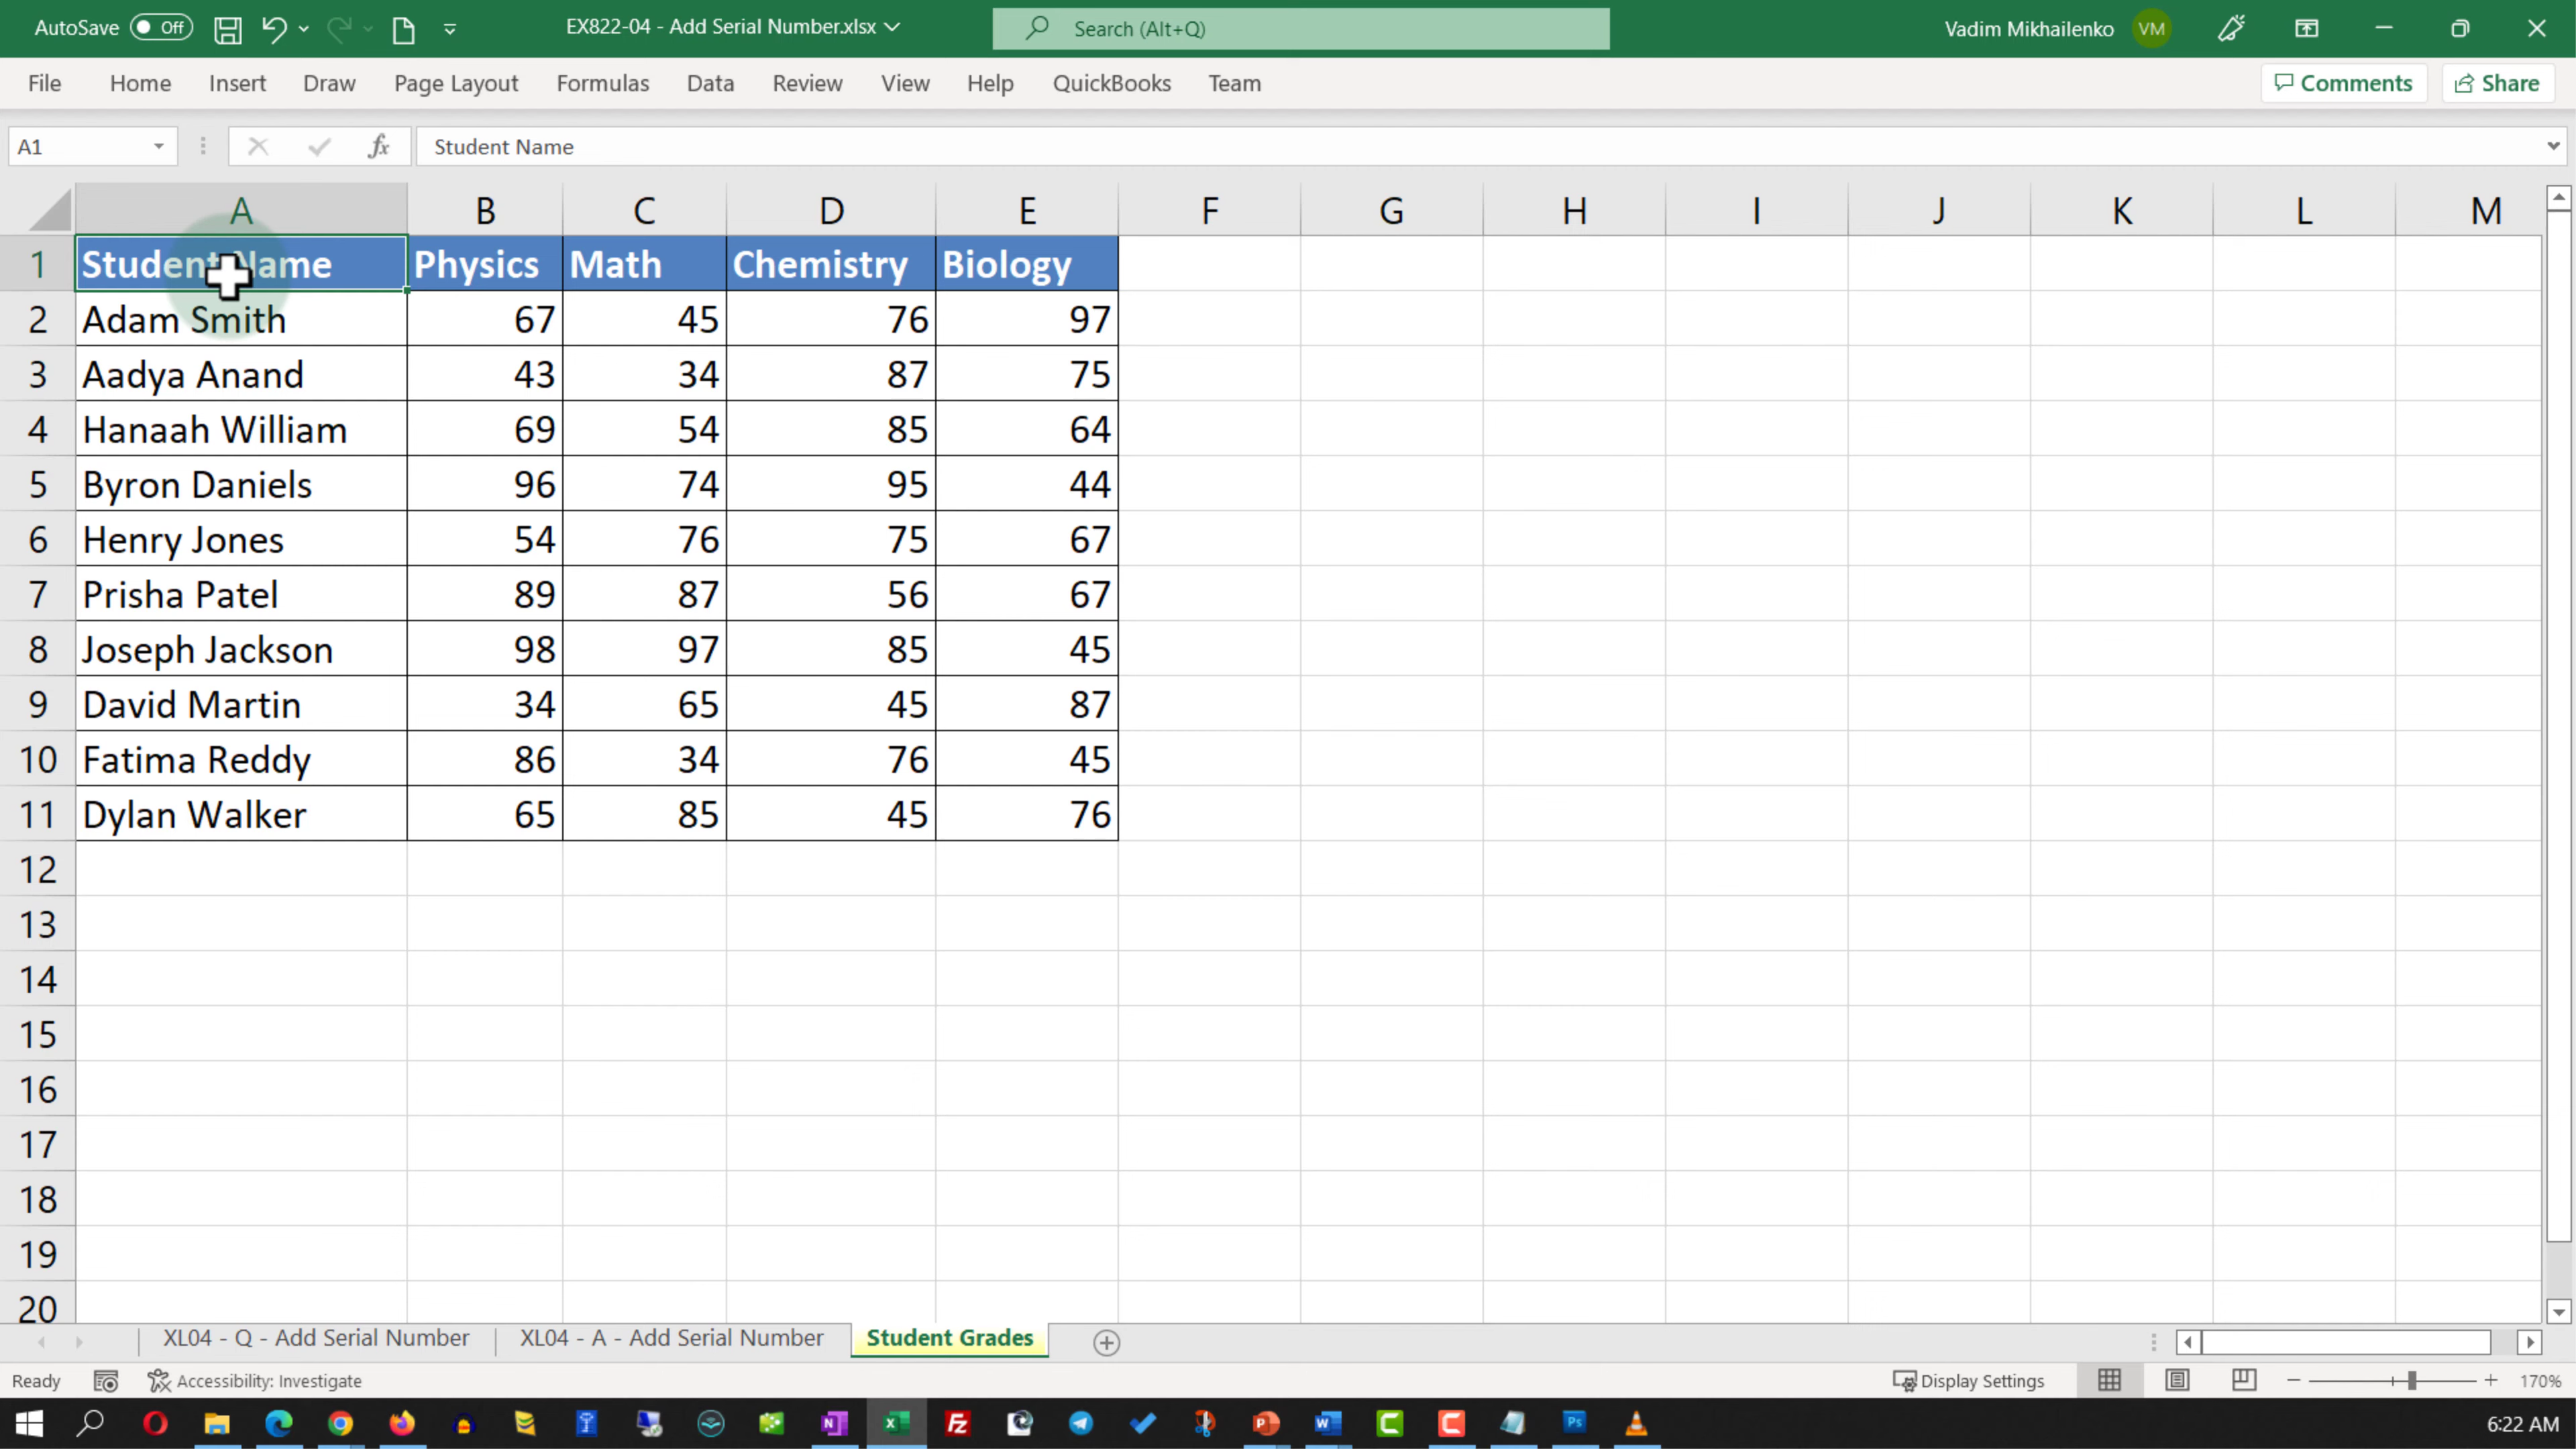 AutoSave Off EX822-04 - Add Serial Number.xlsx Search (Alt+Q) Vadim Mikhailenko VM
File Home Insert Draw Page Layout Formulas Data Review View Help QuickBooks Team Comments Share
A1 fx Student Name
A B C D E F G H I J K L M
1 Student Name Physics Math Chemistry Biology
2 Adam Smith 67 45 76 97
3 Aadya Anand 43 34 87 75
4 Hanaah William 69 54 85 64
5 Byron Daniels 96 74 95 44
6 Henry Jones 54 76 75 67
7 Prisha Patel 89 87 56 67
8 Joseph Jackson 98 97 85 45
9 David Martin 34 65 45 87
10 Fatima Reddy 86 34 76 45
11 Dylan Walker 65 85 45 76
12
13
14
15
16
17
18
19
20
XL04 - Q - Add Serial Number XL04 - A - Add Serial Number Student Grades
Ready Accessibility: Investigate Display Settings 170%
6:22 AM